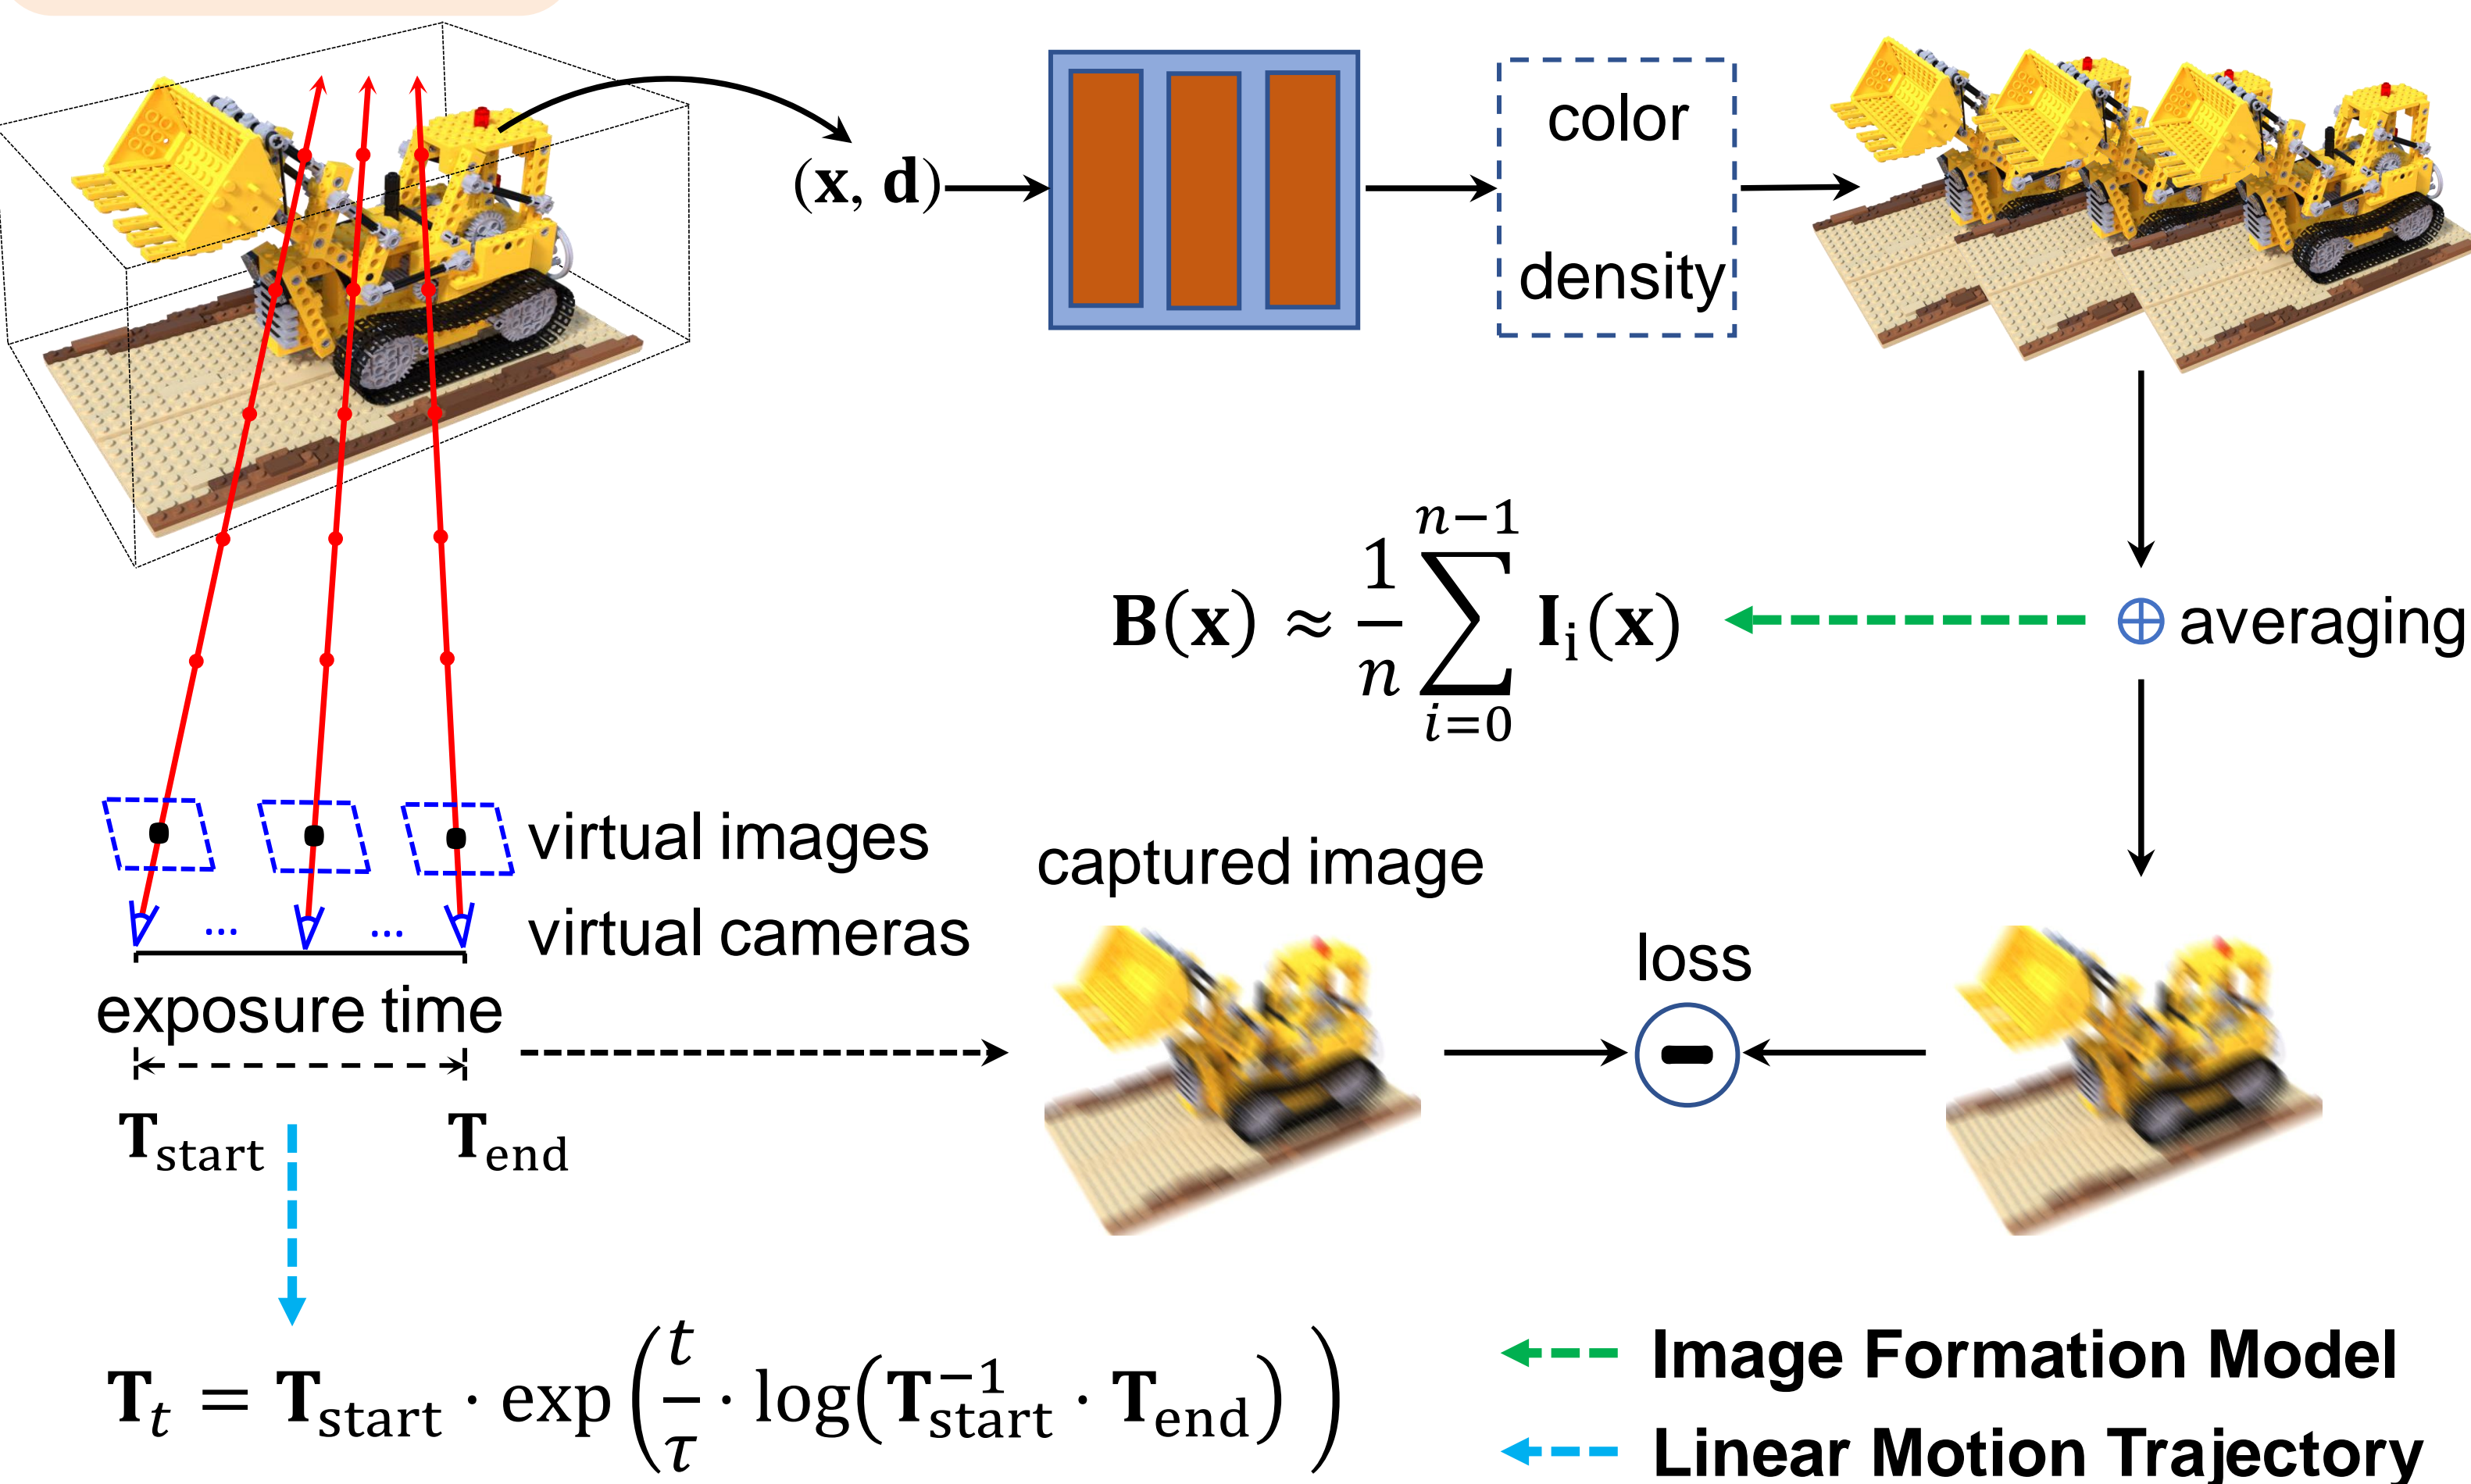 (x, d)
color
density
B(x) ≈ 1/n ∑_{i=0}^{n−1} I_i(x)
averaging
virtual images
virtual cameras
... ...
exposure time
T_start T_end
captured image
loss
T_t = T_start · exp(t/τ · log(T_start^{-1} · T_end))
Image Formation Model
Linear Motion Trajectory